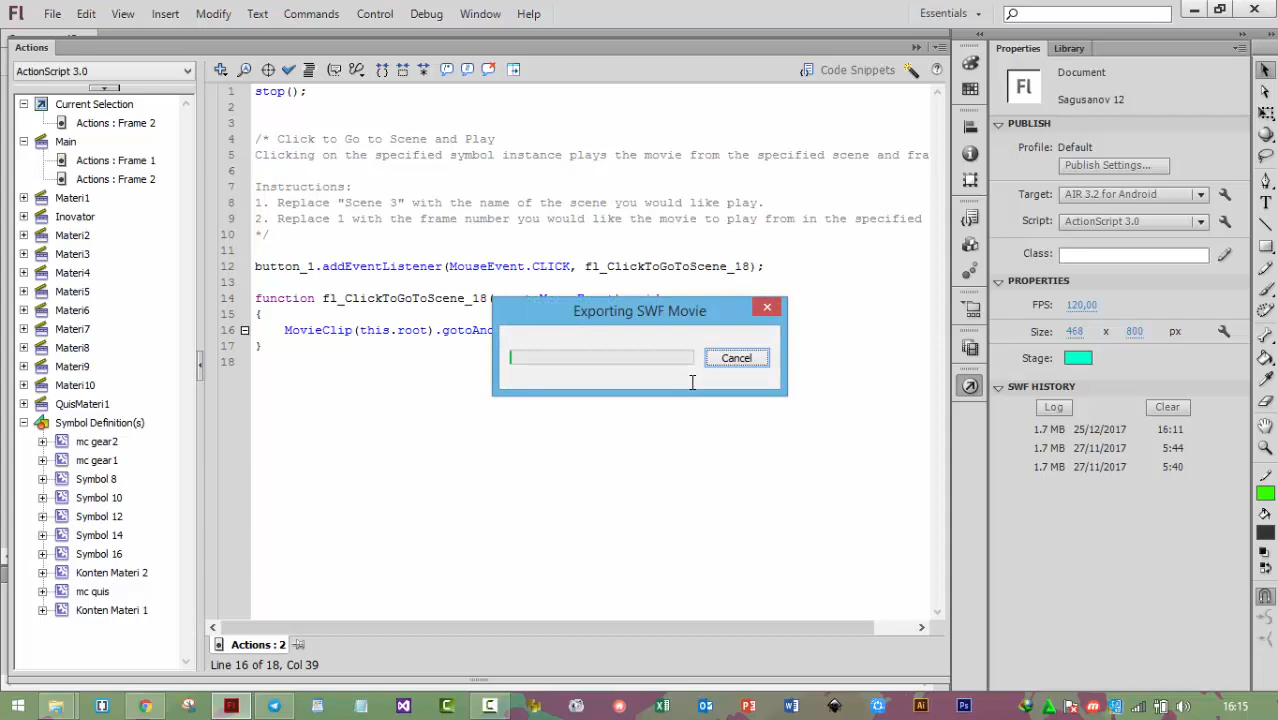 Fl File Edit View Insert Modify Text Commands Control Debug Window Help Essentials
Actions
ActionScript 3.0
Code Snippets
Current Selection
Actions : Frame 2
Main
Actions : Frame 1
Actions : Frame 2
Materi1
Inovator
Materi2
Materi3
Materi4
Materi5
Materi6
Materi7
Materi8
Materi9
Materi10
QuisMateri1
Symbol Definition(s)
mc gear2
mc gear1
Symbol 8
Symbol 10
Symbol 12
Symbol 14
Symbol 16
Konten Materi 2
mc quis
Konten Materi 1
1 stop();
2
3
4 /* Click to Go to Scene and Play
5 Clicking on the specified symbol instance plays the movie from the specified scene and fra
6
7 Instructions:
8 1. Replace "Scene 3" with the name of the scene you would like play.
9 2. Replace 1 with the frame number you would like the movie to play from in the specified
10 */
11
12 button_1.addEventListener(MouseEvent.CLICK, fl_ClickToGoToScene_18);
13
14 function fl_ClickToGoToScene_18(
15 {
16 MovieClip(this.root).gotoAn
17 }
18
Exporting SWF Movie
Cancel
Actions : 2
Line 16 of 18, Col 39
Properties Library
Fl
Document
Sagusanov 12
PUBLISH
Profile: Default
Publish Settings...
Target: AIR 3.2 for Android
Script: ActionScript 3.0
Class:
PROPERTIES
FPS: 120,00
Size: 468 x 800 px
Stage:
SWF HISTORY
Log Clear
1.7 MB 25/12/2017 16:11
1.7 MB 27/11/2017 5:44
1.7 MB 27/11/2017 5:40
16:15